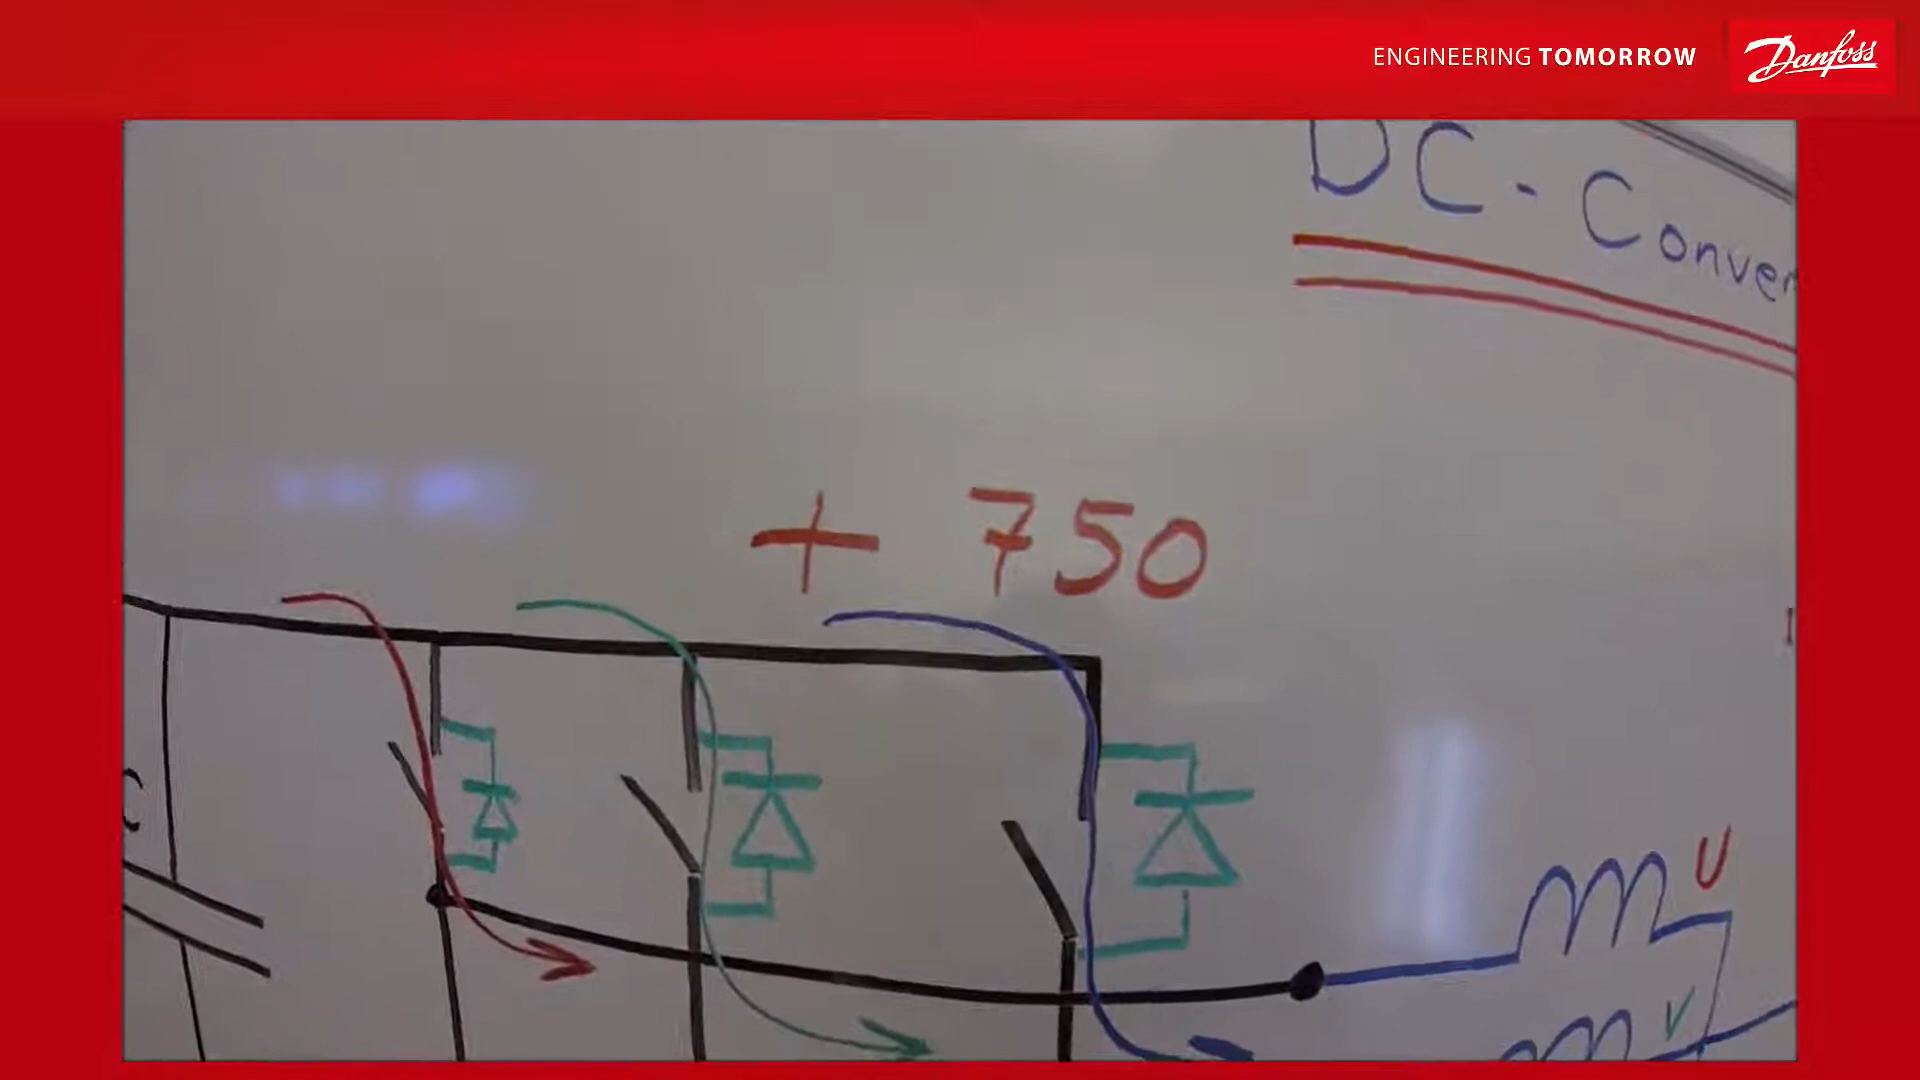 ENGINEERING TOMORROW
Danfoss
DC-Conver
+ 750
C
U
V